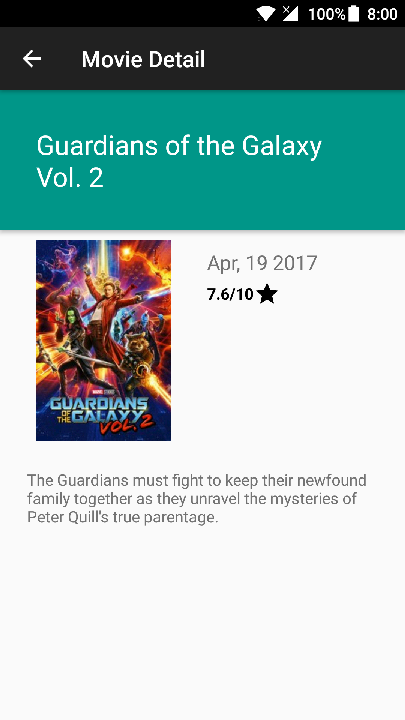 100% 8:00
Movie Detail
Guardians of the Galaxy
Vol. 2
Apr, 19 2017
7.6/10
MARVEL STUDIOS
GUARDIANS
OF THE GALAXY
VOL. 2
The Guardians must fight to keep their newfound
family together as they unravel the mysteries of
Peter Quill's true parentage.